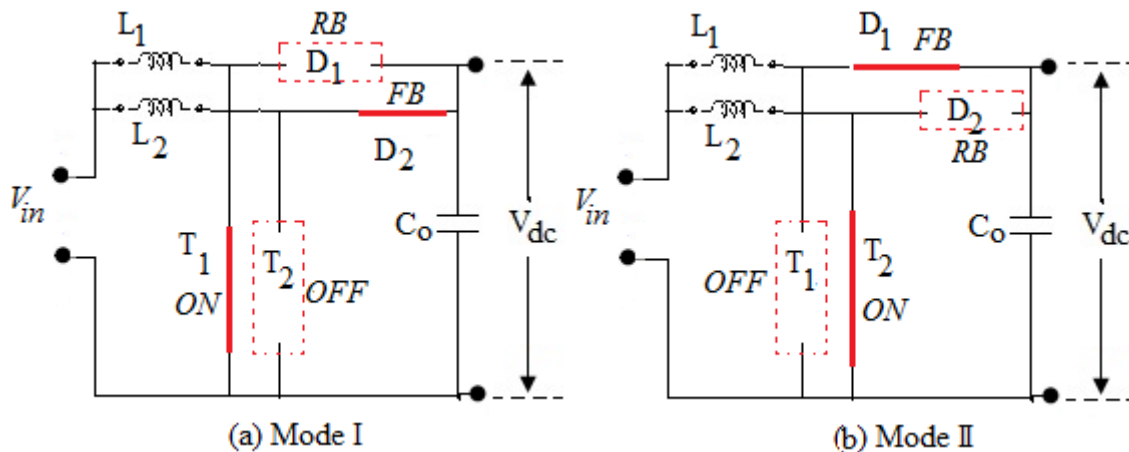 L1
RB
D1
FB
L2
D2
Vin
T1
ON
T2
OFF
Co
Vdc
(a) Mode I
L1
D1
FB
L2
D2
RB
Vin
OFF
T1
T2
ON
Co
Vdc
(b) Mode II